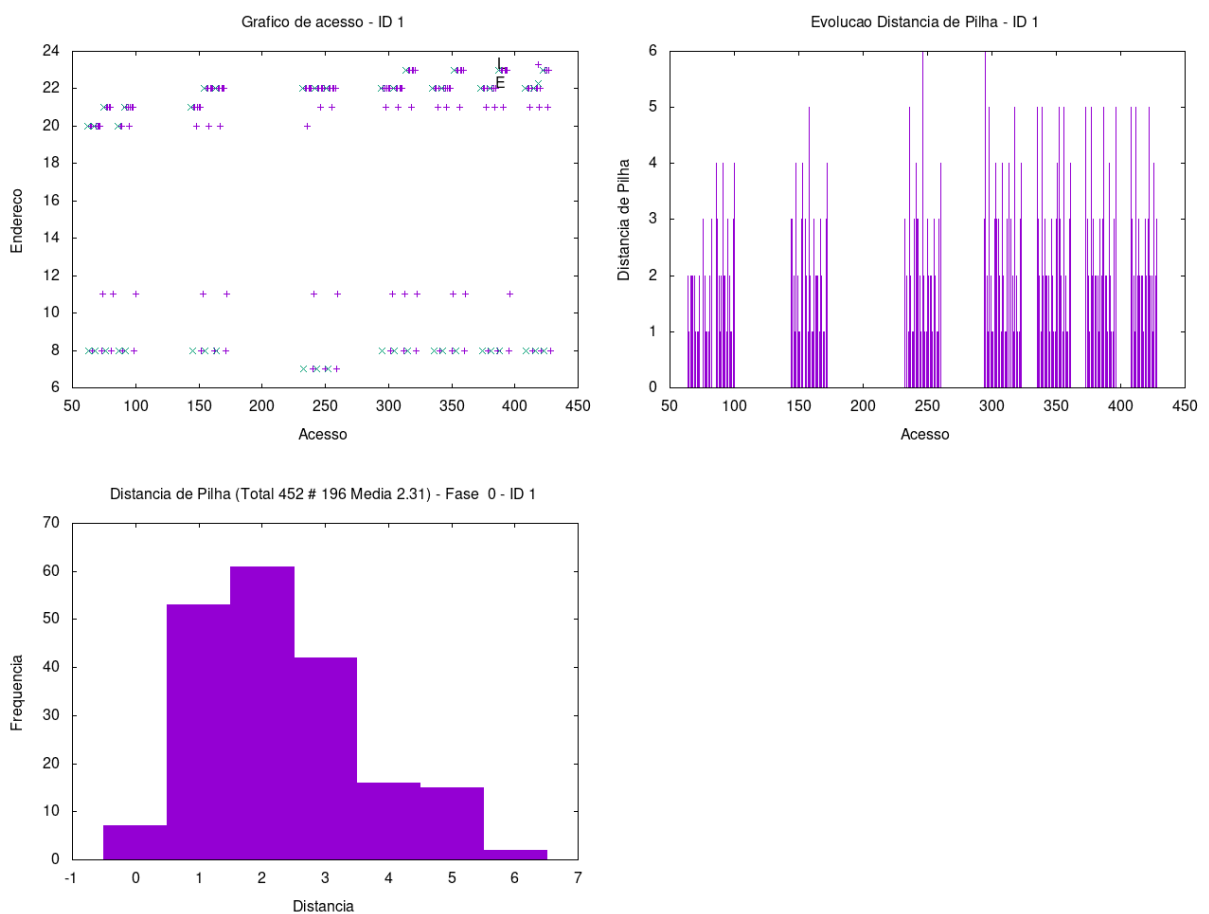 Grafico de acesso - ID 1
24
22
20
18
16
14
12
10
8
6
Endereco
L
E
50 100 150 200 250 300 350 400 450
Acesso
Evolucao Distancia de Pilha - ID 1
6
5
4
3
2
1
0
Distancia de Pilha
50 100 150 200 250 300 350 400 450
Acesso
Distancia de Pilha (Total 452 # 196 Media 2.31) - Fase 0 - ID 1
70
60
50
40
30
20
10
0
Frequencia
-1 0 1 2 3 4 5 6 7
Distancia